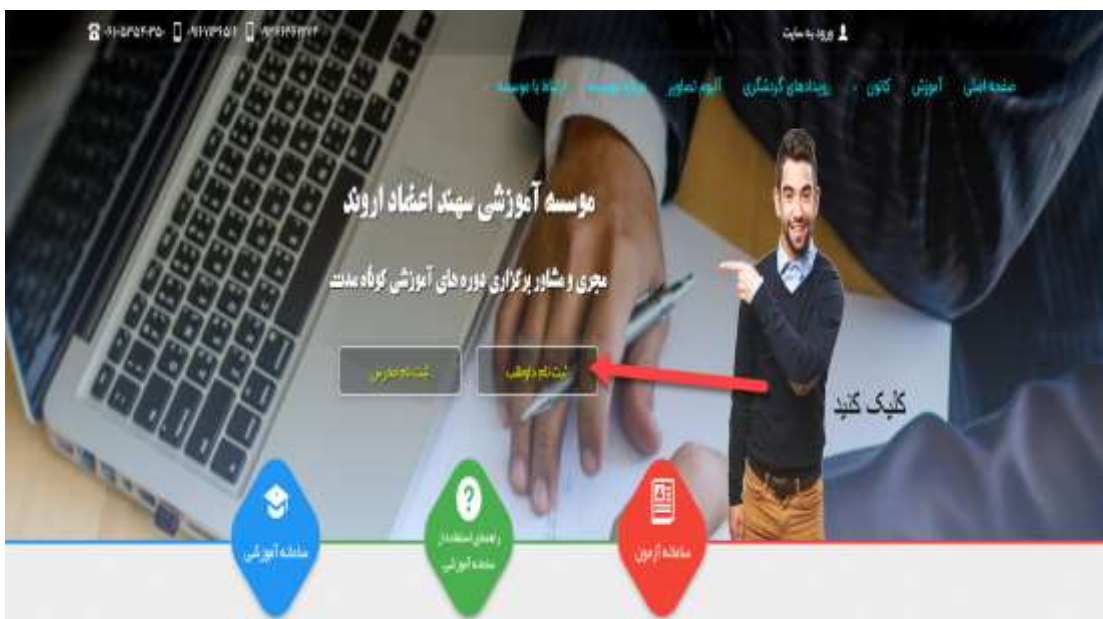 ورود به سایت
صفحه اصلی آموزش کانون رویدادهای گردشگری آلبوم تصاویر درباره موسسه ارتباط با موسسه
موسسه آموزشی سهند اعتماد اروند
مجری و مشاور برگزاری دوره های آموزشی کوتاه مدت
ثبت نام داوطلب ثبت نام مدرس
کلیک کنید
سامانه آزمون
راهنمای استفاده از
سامانه آموزشی
سامانه آموزشی